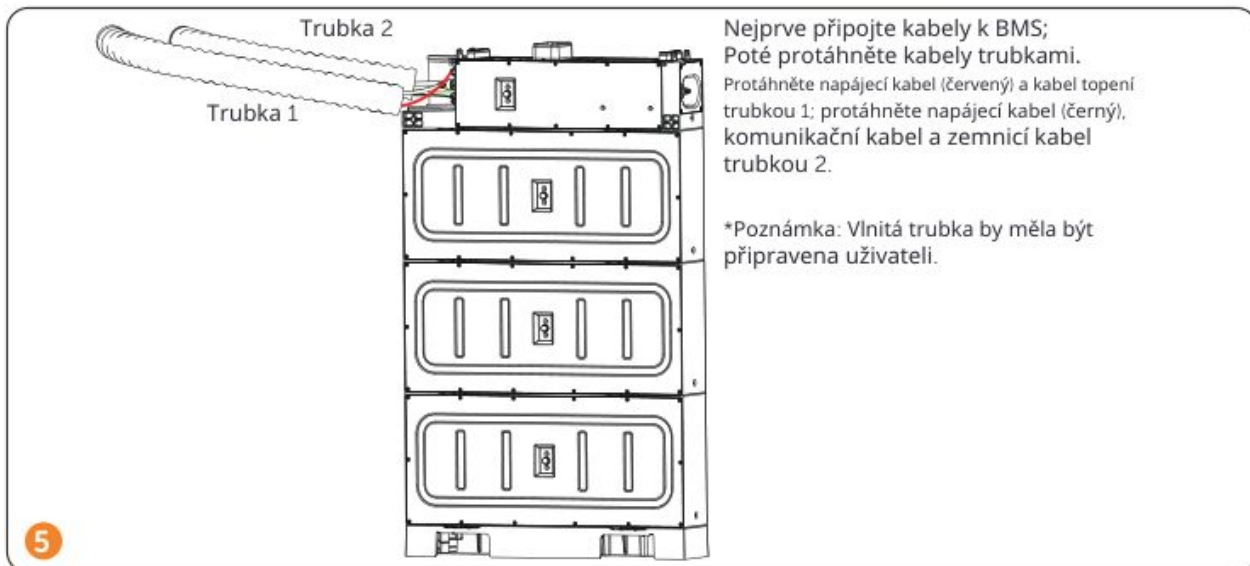 Trubka 2
Trubka 1
Nejprve připojte kabely k BMS;
Poté protáhněte kabely trubkami.
Protáhněte napájecí kabel (červený) a kabel topení
trubkou 1; protáhněte napájecí kabel (černý),
komunikační kabel a zemnicí kabel
trubkou 2.
*Poznámka: Vlnitá trubka by měla být
připravena uživateli.
5